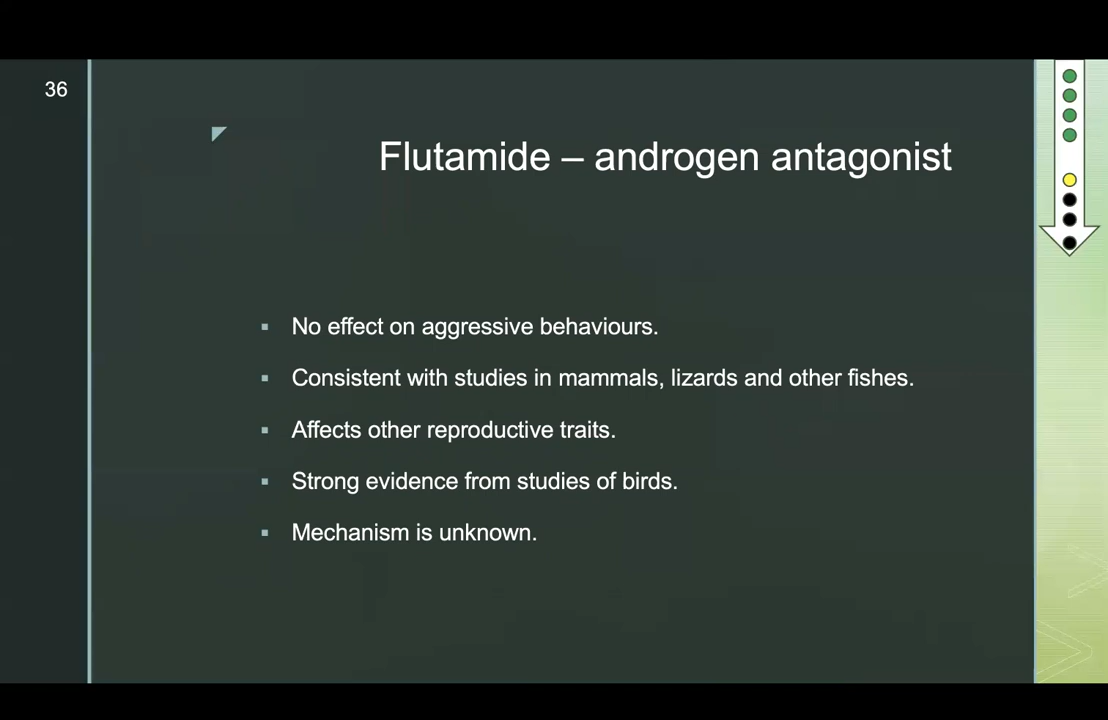 36
Flutamide – androgen antagonist
▪ No effect on aggressive behaviours.
▪ Consistent with studies in mammals, lizards and other fishes.
▪ Affects other reproductive traits.
▪ Strong evidence from studies of birds.
▪ Mechanism is unknown.